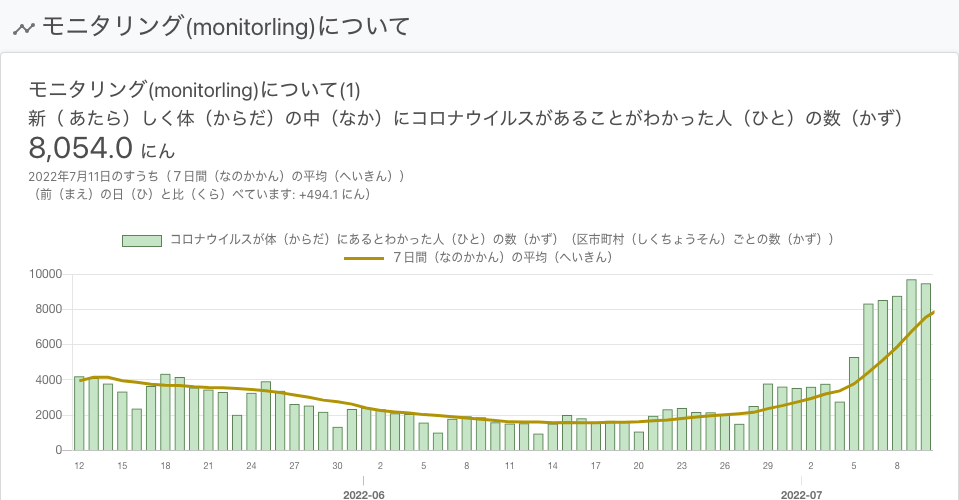 モニタリング(monitorling)について
モニタリング(monitorling)について(1)
新（ あたら）しく体（からだ）の中（なか）にコロナウイルスがあることがわかった人（ひと）の数（かず）
8,054.0 にん
2022年7月11日のすうち（７日間（なのかかん）の平均（へいきん））
（前（まえ）の日（ひ）と比（くら）べています: +494.1 にん）
コロナウイルスが体（からだ）にあるとわかった人（ひと）の数（かず）（区市町村（しくちょうそん）ごとの数（かず））
７日間（なのかかん）の平均（へいきん）
10000
8000
6000
4000
2000
0
12 15 18 21 24 27 30 2 5 8 11 14 17 20 23 26 29 2 5 8
2022-06 2022-07